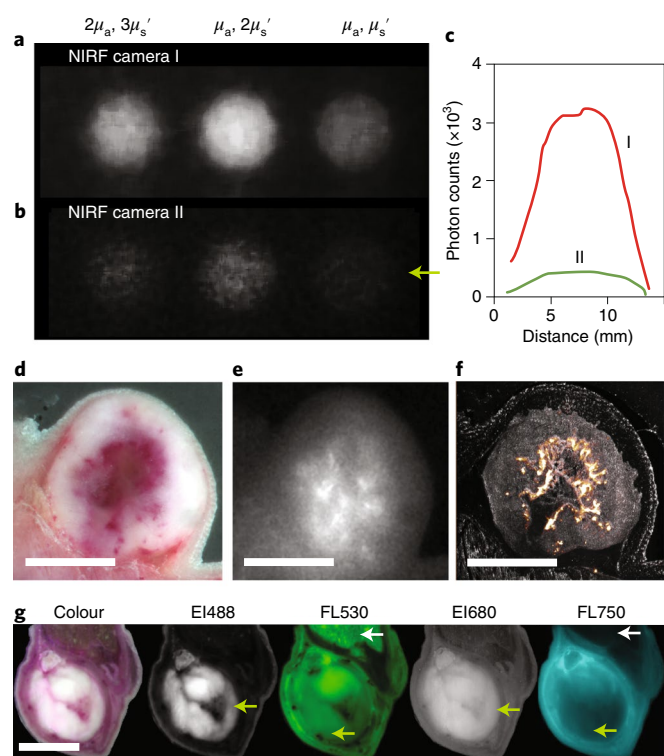 a
2μa, 3μs′ μa, 2μs′ μa, μs′
NIRF camera I
b
NIRF camera II
c
4
3
2
1
0
Photon counts (×10³)
I
II
0 5 10
Distance (mm)
d
e
f
g
Colour EI488 FL530 EI680 FL750